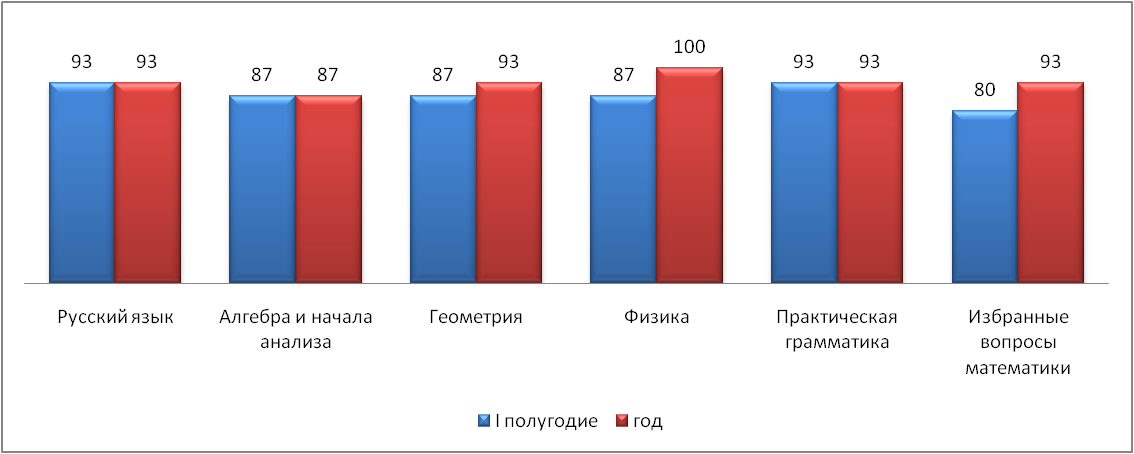 93 93 87 87 87 93 87 100 93 93 80 93
Русский язык
Алгебра и начала
анализа
Геометрия
Физика
Практическая
грамматика
Избранные
вопросы
математики
I полугодие год